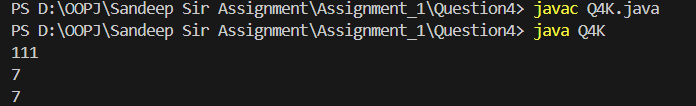 PS D:\OOPJ\Sandeep Sir Assignment\Assignment_1\Question4> javac Q4K.java
PS D:\OOPJ\Sandeep Sir Assignment\Assignment_1\Question4> java Q4K
111
7
7